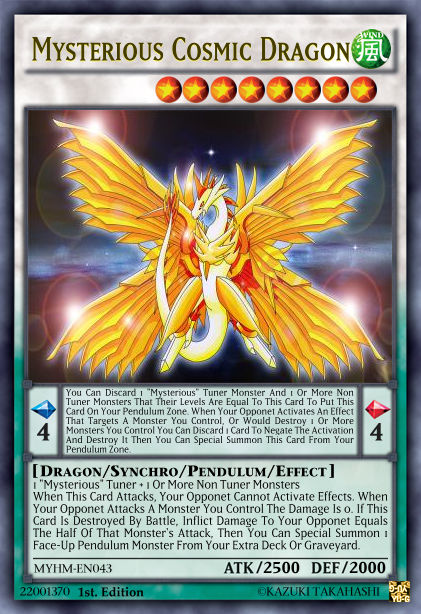 Mysterious Cosmic Dragon
WIND
風
You Can Discard 1 "Mysterious" Tuner Monster And 1 Or More Non
Tuner Monsters That Their Levels Are Equal To This Card To Put This
Card On Your Pendulum Zone. When Your Opponet Activates An Effect
That Targets A Monster You Control, Or Would Destroy 1 Or More
Monsters You Control You Can Discard 1 Card To Negate The Activation
And Destroy It Then You Can Special Summon This Card From Your
Pendulum Zone.
4
4
[Dragon/Synchro/Pendulum/Effect]
1 "Mysterious" Tuner + 1 Or More Non Tuner Monsters
When This Card Attacks, Your Opponet Cannot Activate Effects. When
Your Opponet Attacks A Monster You Control The Damage Is 0. If This
Card Is Destroyed By Battle, Inflict Damage To Your Opponet Equals
The Half Of That Monster's Attack, Then You Can Special Summon 1
Face-Up Pendulum Monster From Your Extra Deck Or Graveyard.
MYHM-EN043
ATK/2500 DEF/2000
22001370 1st. Edition
©KAZUKI TAKAHASHI